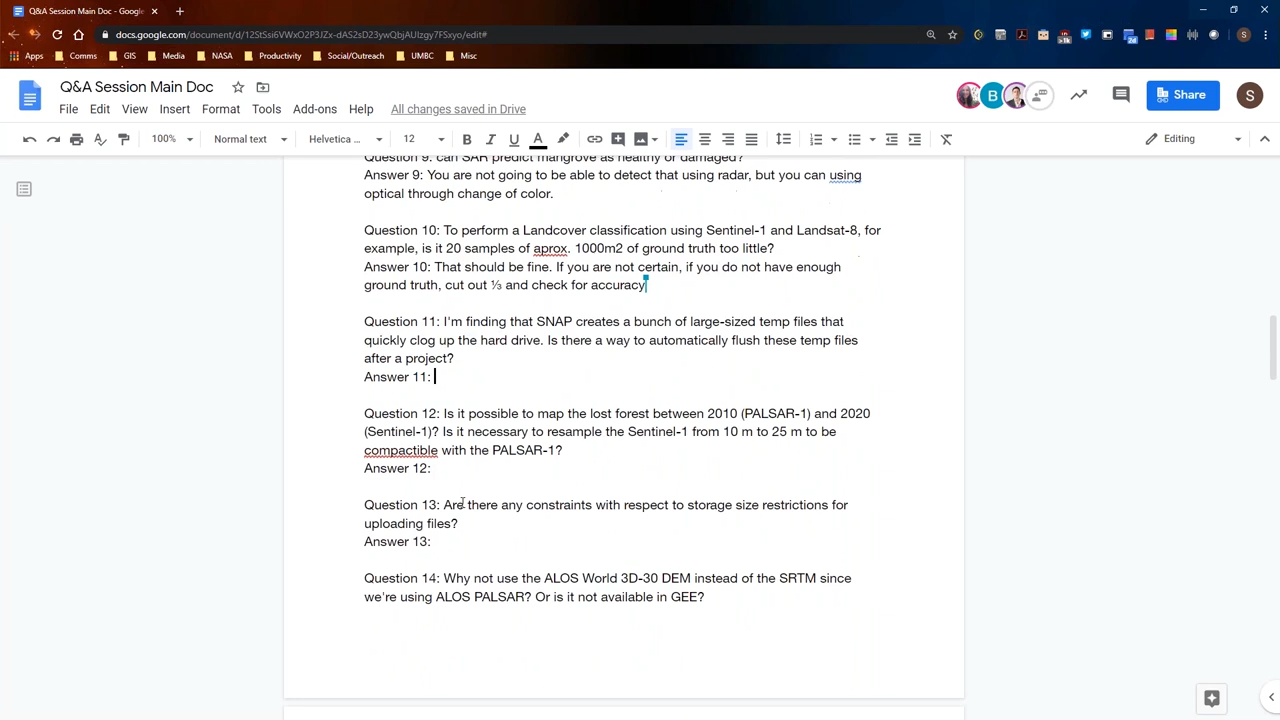 Q&A Session Main Doc - Google
docs.google.com/document/d/12StSsi6VWxO2P3JZx-dAS2sD23ywQbjAUIzgy7FSxyo/edit#
Apps Comms GIS Media NASA Productivity Social/Outreach UMBC Misc
Q&A Session Main Doc
File Edit View Insert Format Tools Add-ons Help All changes saved in Drive
B
Share
S
100% Normal text Helvetica ... 12 B I U A Editing
Question 9: can SAR predict mangrove as healthy or damaged?
Answer 9: You are not going to be able to detect that using radar, but you can using
optical through change of color.
Question 10: To perform a Landcover classification using Sentinel-1 and Landsat-8, for
example, is it 20 samples of aprox. 1000m2 of ground truth too little?
Answer 10: That should be fine. If you are not certain, if you do not have enough
ground truth, cut out ⅓ and check for accuracy
Question 11: I'm finding that SNAP creates a bunch of large-sized temp files that
quickly clog up the hard drive. Is there a way to automatically flush these temp files
after a project?
Answer 11:
Question 12: Is it possible to map the lost forest between 2010 (PALSAR-1) and 2020
(Sentinel-1)? Is it necessary to resample the Sentinel-1 from 10 m to 25 m to be
compactible with the PALSAR-1?
Answer 12:
Question 13: Are there any constraints with respect to storage size restrictions for
uploading files?
Answer 13:
Question 14: Why not use the ALOS World 3D-30 DEM instead of the SRTM since
we're using ALOS PALSAR? Or is it not available in GEE?